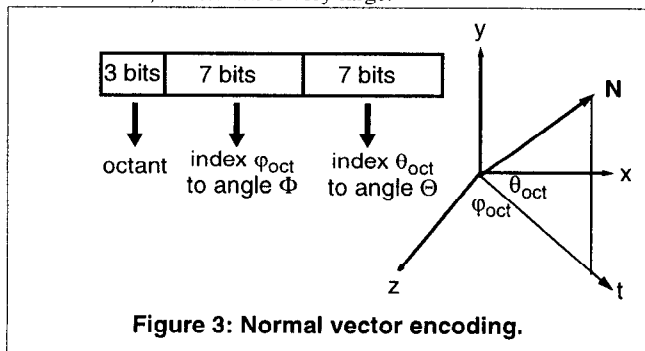 3 bits 7 bits 7 bits
octant
index φoct to angle Φ
index θoct to angle Θ
y
N
x
θoct
φoct
z
t
Figure 3: Normal vector encoding.